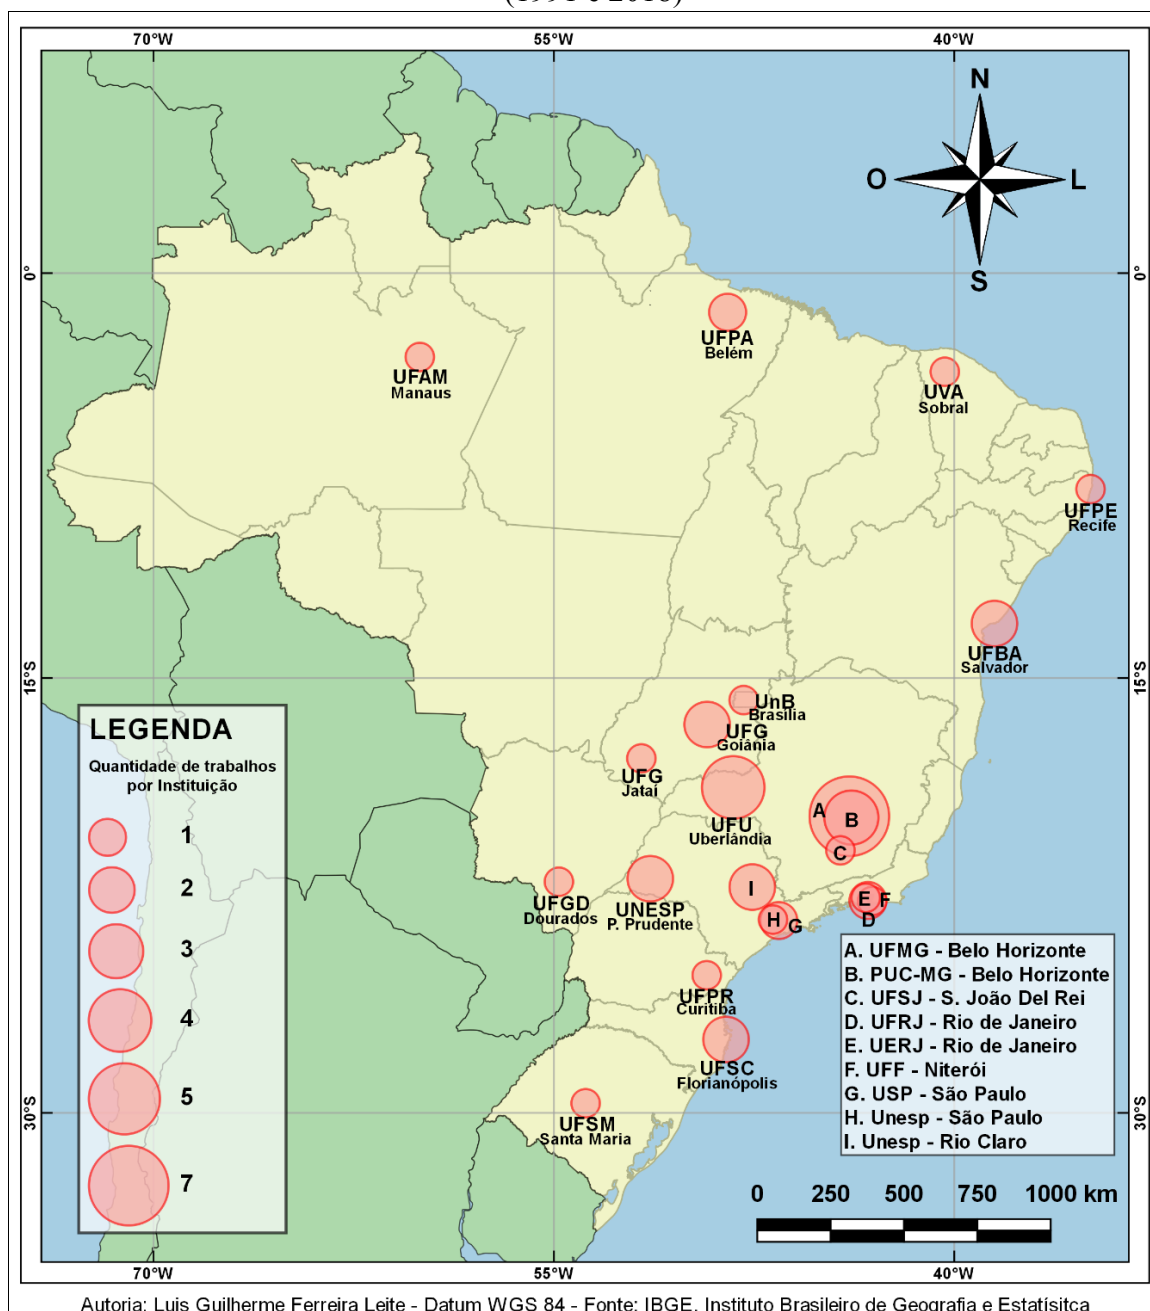 (1991 e 2018)
70°W
55°W
40°W
N
O
L
S
0°
0°
UFPA
Belém
UFAM
Manaus
UVA
Sobral
UFPE
Recife
UFBA
Salvador
15°S
15°S
UnB
Brasília
UFG
Goiânia
UFG
Jataí
UFU
Uberlândia
A
B
C
UFGD
Dourados
UNESP
P. Prudente
I
E
F
D
H
G
UFPR
Curitiba
UFSC
Florianópolis
UFSM
Santa Maria
LEGENDA
Quantidade de trabalhos
por Instituição
1
2
3
4
5
7
A. UFMG - Belo Horizonte
B. PUC-MG - Belo Horizonte
C. UFSJ - S. João Del Rei
D. UFRJ - Rio de Janeiro
E. UERJ - Rio de Janeiro
F. UFF - Niterói
G. USP - São Paulo
H. Unesp - São Paulo
I. Unesp - Rio Claro
30°S
30°S
0 250 500 750 1000 km
70°W
55°W
40°W
Autoria: Luis Guilherme Ferreira Leite - Datum WGS 84 - Fonte: IBGE, Instituto Brasileiro de Geografia e Estatísitca